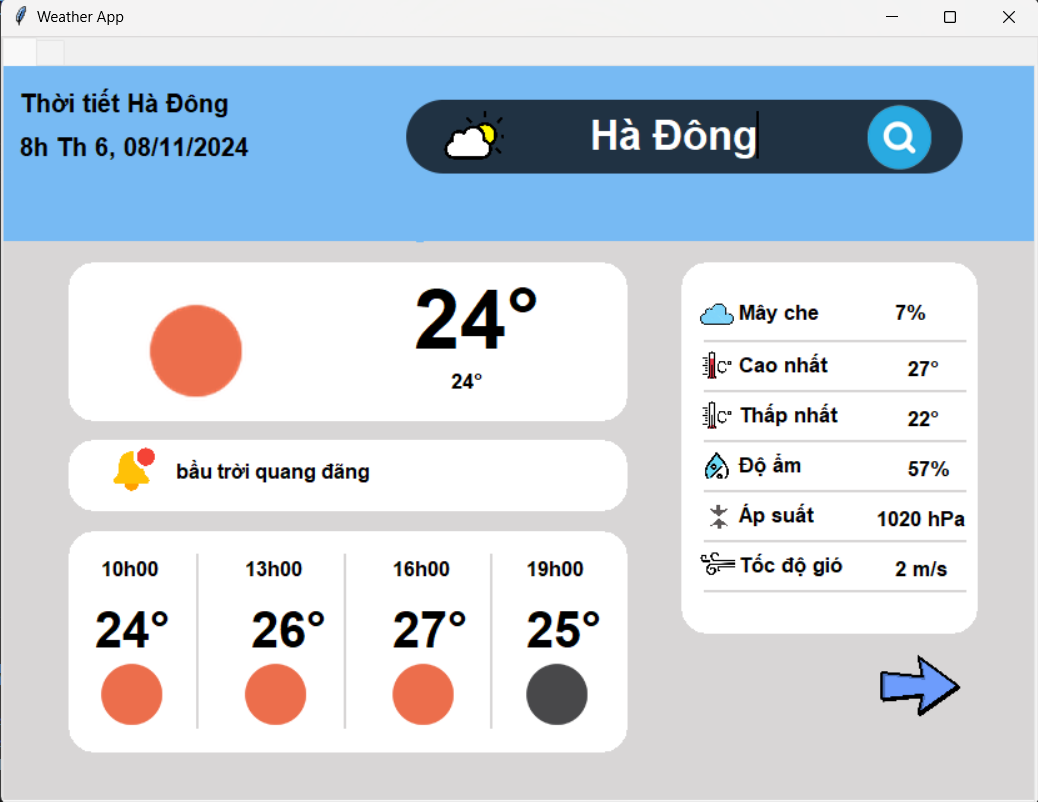 Weather App
Thời tiết Hà Đông
8h Th 6, 08/11/2024
Hà Đông
24°
24°
bầu trời quang đãng
10h00 13h00 16h00 19h00
24° 26° 27° 25°
Mây che 7%
C° Cao nhất 27°
C° Thấp nhất 22°
Độ ẩm 57%
Áp suất 1020 hPa
Tốc độ gió 2 m/s